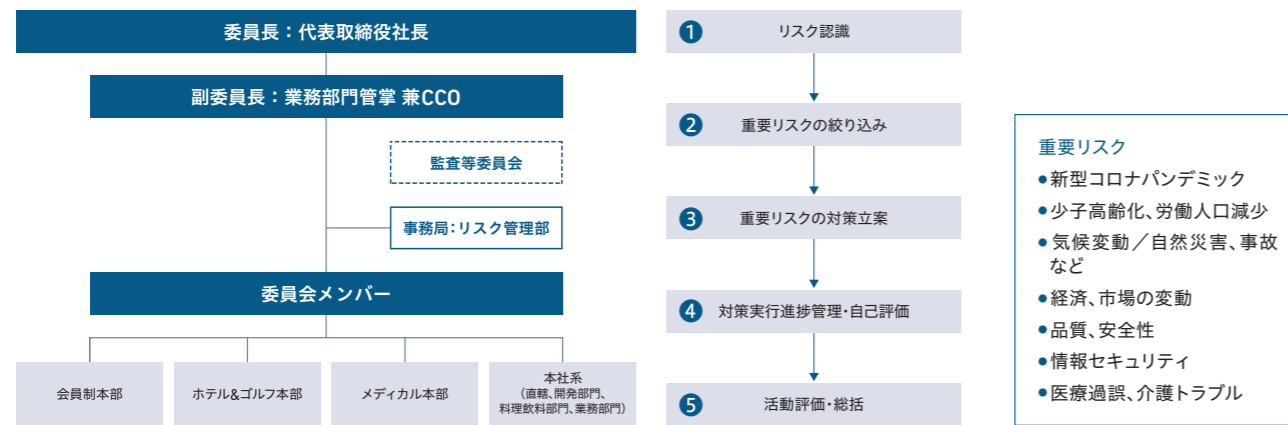 委員長：代表取締役社長
副委員長：業務部門管掌 兼CCO
監査等委員会
事務局：リスク管理部
委員会メンバー
会員制本部
ホテル&ゴルフ本部
メディカル本部
本社系
（直轄、開発部門、
料理飲料部門、業務部門）
1 リスク認識
2 重要リスクの絞り込み
3 重要リスクの対策立案
4 対策実行進捗管理・自己評価
5 活動評価・総括
重要リスク
●新型コロナパンデミック
●少子高齢化、労働人口減少
●気候変動／自然災害、事故
など
●経済、市場の変動
●品質、安全性
●情報セキュリティ
●医療過誤、介護トラブル